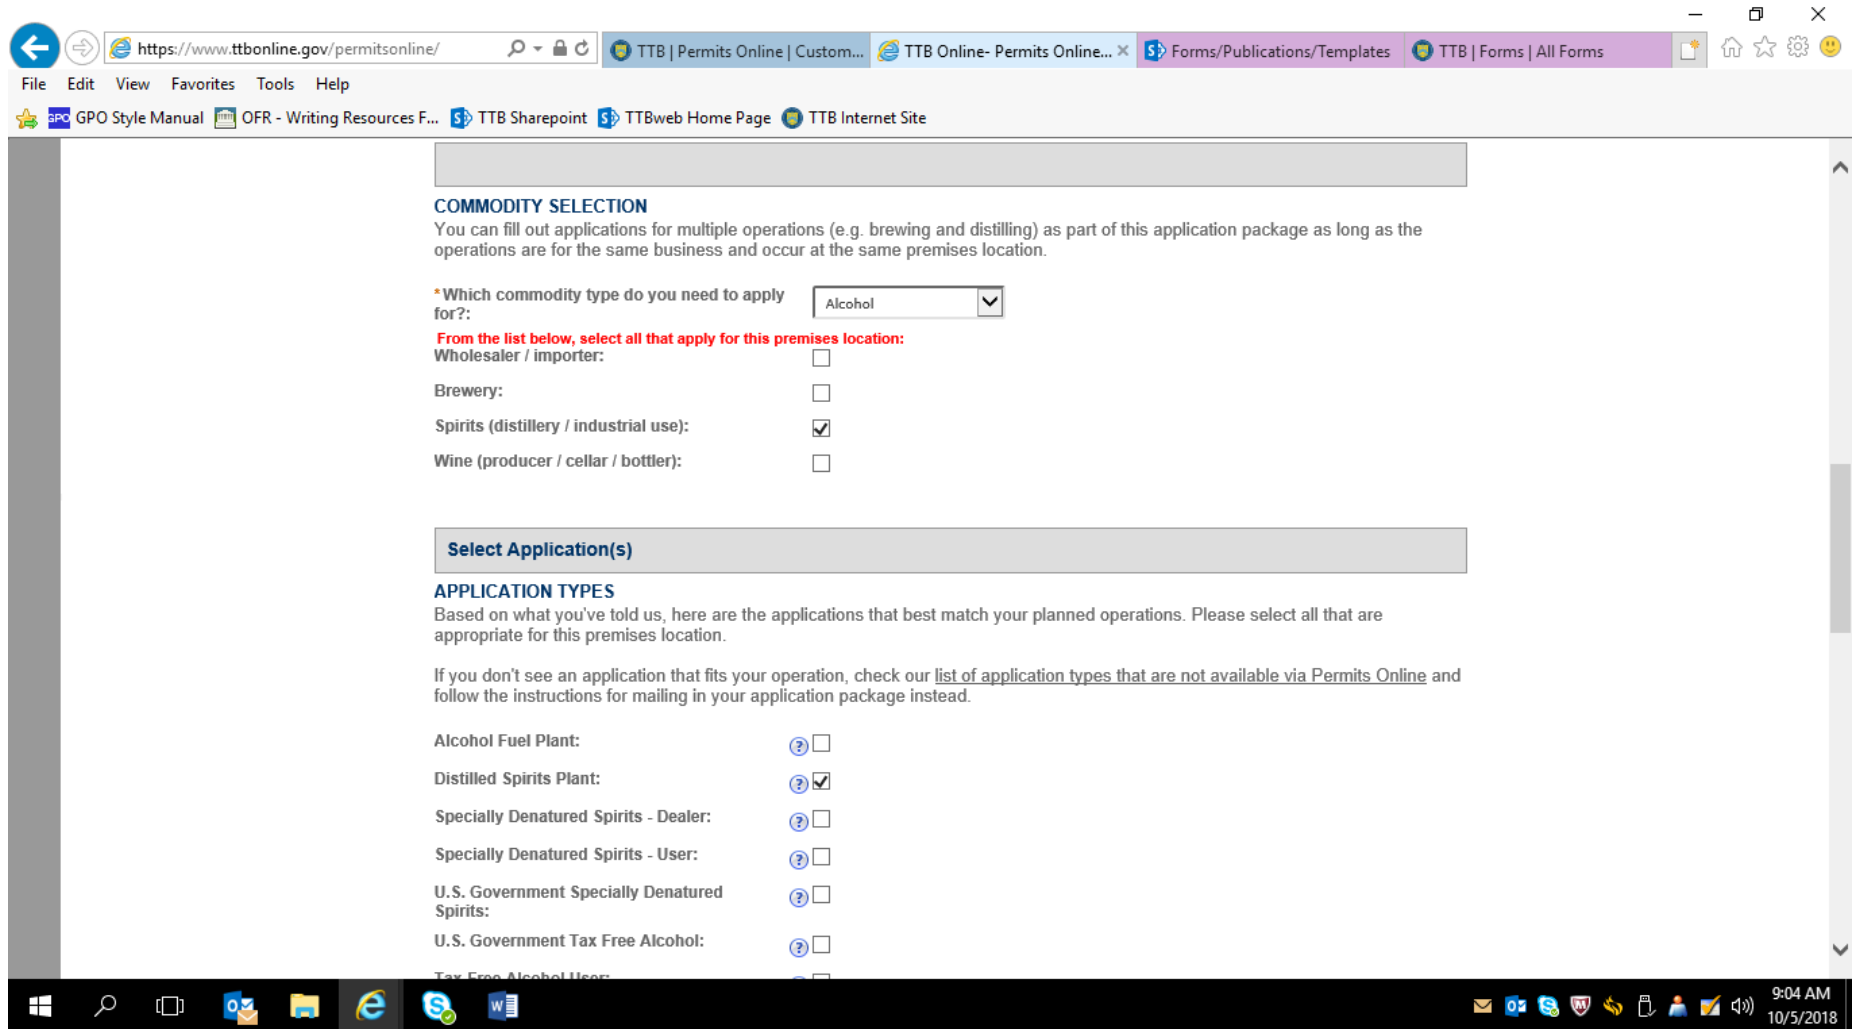 https://www.ttbonline.gov/permitsonline/
TTB | Permits Online | Custom...
TTB Online- Permits Online...
Forms/Publications/Templates
TTB | Forms | All Forms
File Edit View Favorites Tools Help
GPO GPO Style Manual OFR - Writing Resources F... TTB Sharepoint TTBweb Home Page TTB Internet Site
COMMODITY SELECTION
You can fill out applications for multiple operations (e.g. brewing and distilling) as part of this application package as long as the
operations are for the same business and occur at the same premises location.
*Which commodity type do you need to apply
for?:
Alcohol
From the list below, select all that apply for this premises location:
Wholesaler / importer:
Brewery:
Spirits (distillery / industrial use):
Wine (producer / cellar / bottler):
Select Application(s)
APPLICATION TYPES
Based on what you've told us, here are the applications that best match your planned operations. Please select all that are
appropriate for this premises location.
If you don't see an application that fits your operation, check our list of application types that are not available via Permits Online and
follow the instructions for mailing in your application package instead.
Alcohol Fuel Plant:
Distilled Spirits Plant:
Specially Denatured Spirits - Dealer:
Specially Denatured Spirits - User:
U.S. Government Specially Denatured
Spirits:
U.S. Government Tax Free Alcohol:
Tax Free Alcohol User:
9:04 AM
10/5/2018